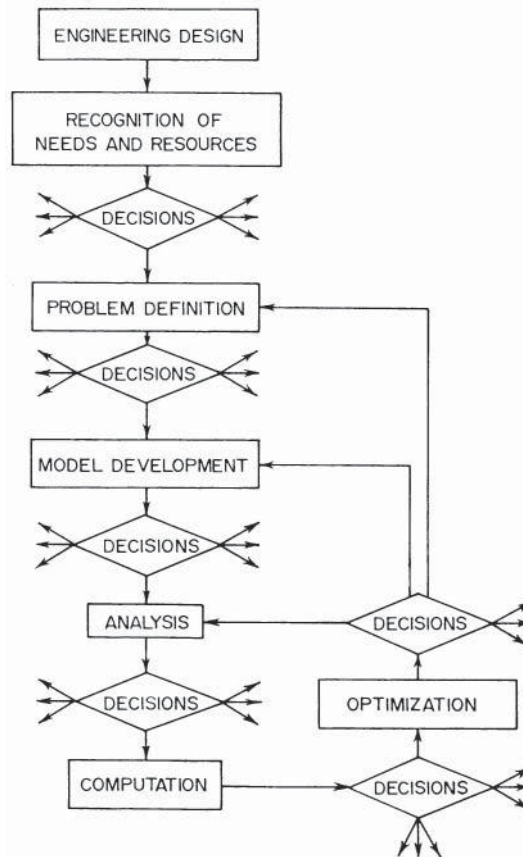 ENGINEERING DESIGN
RECOGNITION OF
NEEDS AND RESOURCES
DECISIONS
PROBLEM DEFINITION
DECISIONS
MODEL DEVELOPMENT
DECISIONS
ANALYSIS
DECISIONS
DECISIONS
OPTIMIZATION
COMPUTATION
DECISIONS